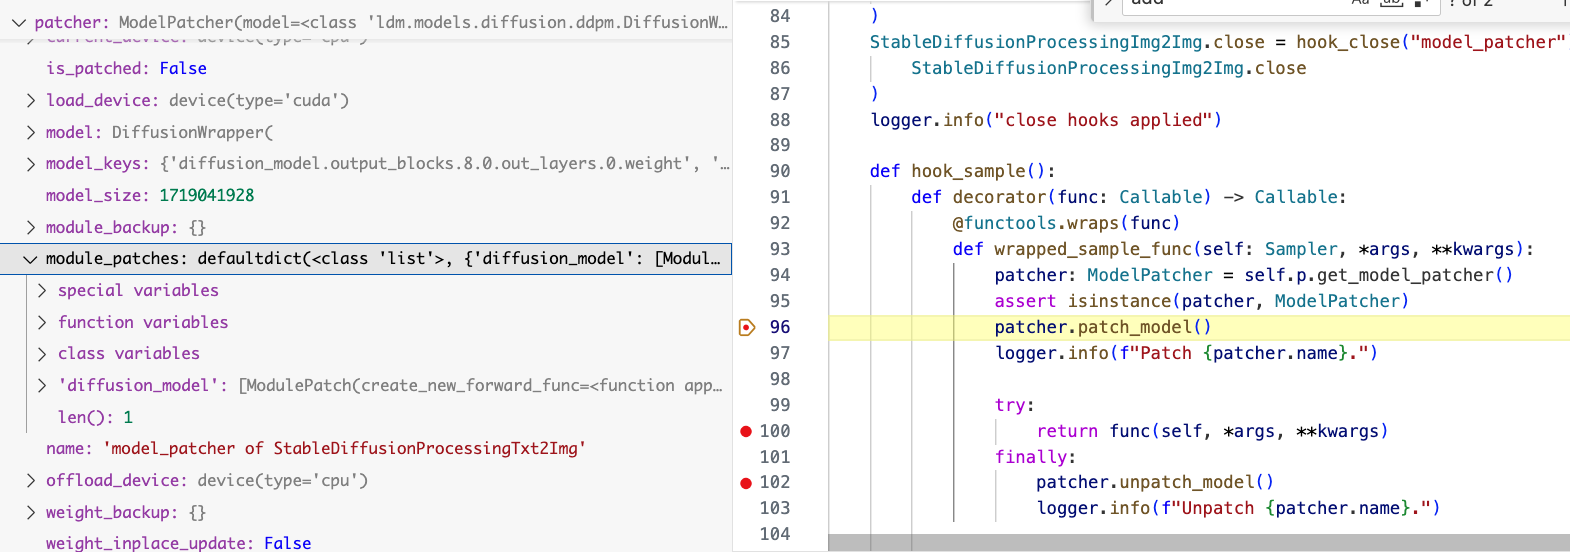 patcher: ModelPatcher(model=<class 'ldm.models.diffusion.ddpm.DiffusionW…
current_device: device(type='cpu')
is_patched: False
load_device: device(type='cuda')
model: DiffusionWrapper(
model_keys: {'diffusion_model.output_blocks.8.0.out_layers.0.weight', '…
model_size: 1719041928
module_backup: {}
module_patches: defaultdict(<class 'list'>, {'diffusion_model': [Modul…
special variables
function variables
class variables
'diffusion_model': [ModulePatch(create_new_forward_func=<function app…
len(): 1
name: 'model_patcher of StableDiffusionProcessingTxt2Img'
offload_device: device(type='cpu')
weight_backup: {}
weight_inplace_update: False
add
84 )
85 StableDiffusionProcessingImg2Img.close = hook_close("model_patcher"
86 StableDiffusionProcessingImg2Img.close
87 )
88 logger.info("close hooks applied")
89
90 def hook_sample():
91 def decorator(func: Callable) -> Callable:
92 @functools.wraps(func)
93 def wrapped_sample_func(self: Sampler, *args, **kwargs):
94 patcher: ModelPatcher = self.p.get_model_patcher()
95 assert isinstance(patcher, ModelPatcher)
96 patcher.patch_model()
97 logger.info(f"Patch {patcher.name}.")
98
99 try:
100 return func(self, *args, **kwargs)
101 finally:
102 patcher.unpatch_model()
103 logger.info(f"Unpatch {patcher.name}.")
104